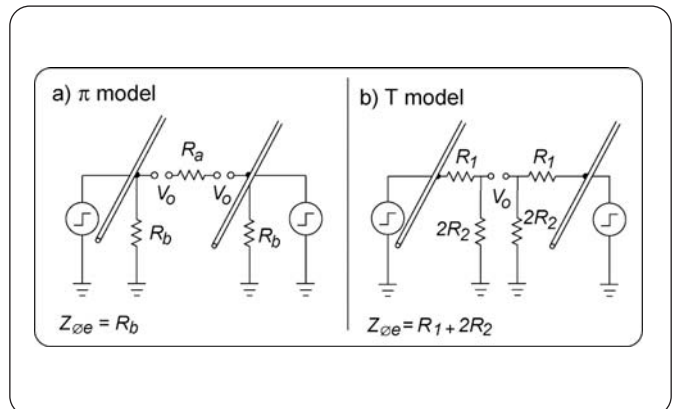 a) π model
R_a
V_o V_o
R_b R_b
Z_øe = R_b
b) T model
R_1 R_1
V_o
2R_2 2R_2
Z_øe = R_1 + 2R_2